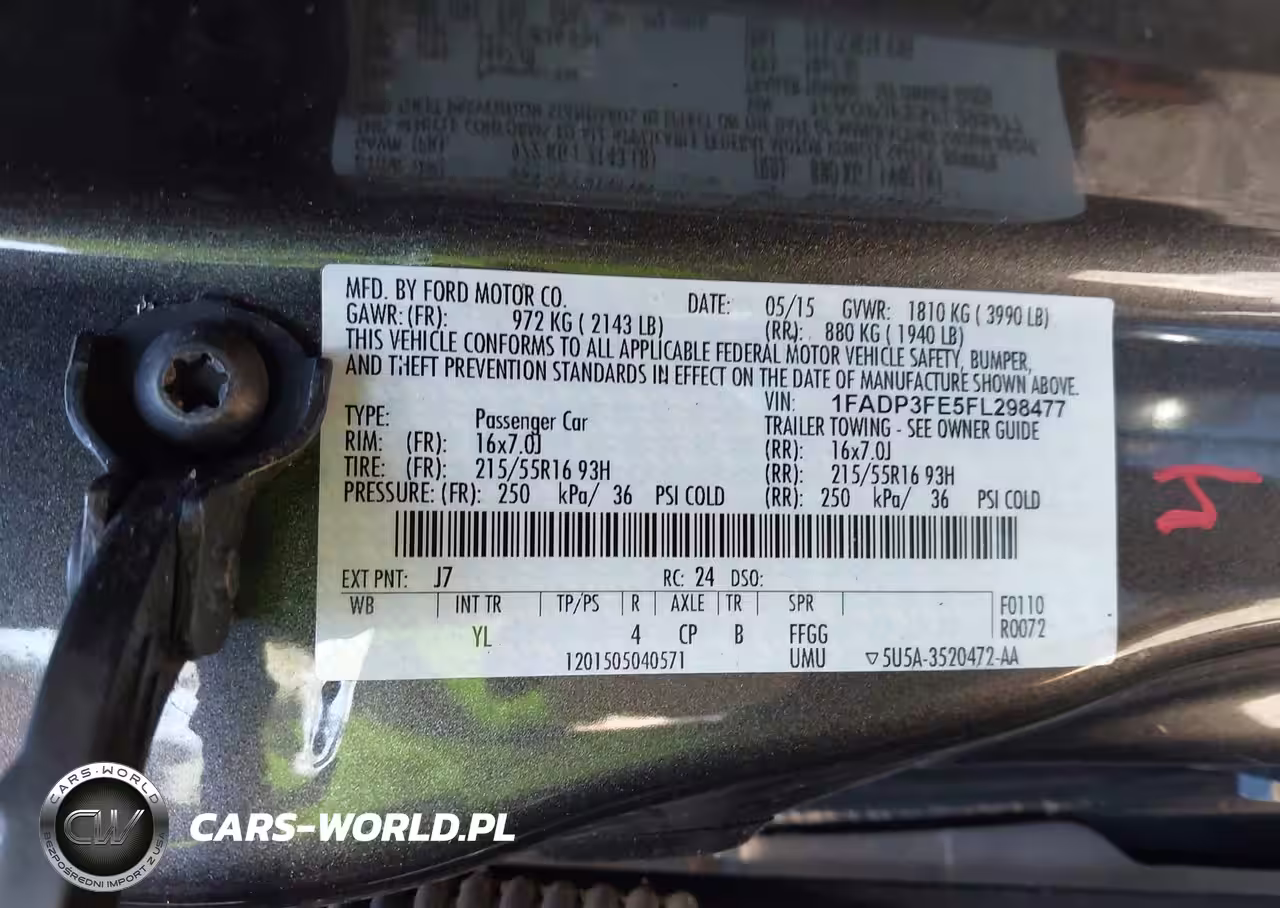 MFD. BY FORD MOTOR CO. DATE: 05/15 GVWR: 1810 KG ( 3990 LB)
GAWR: (FR): 972 KG ( 2143 LB) (RR): 880 KG ( 1940 LB)
THIS VEHICLE CONFORMS TO ALL APPLICABLE FEDERAL MOTOR VEHICLE SAFETY, BUMPER,
AND THEFT PREVENTION STANDARDS IN EFFECT ON THE DATE OF MANUFACTURE SHOWN ABOVE.
VIN: 1FADP3FE5FL298477
TYPE: Passenger Car TRAILER TOWING - SEE OWNER GUIDE
RIM: (FR): 16x7.0J (RR): 16x7.0J
TIRE: (FR): 215/55R16 93H (RR): 215/55R16 93H
PRESSURE: (FR): 250 kPa/ 36 PSI COLD (RR): 250 kPa/ 36 PSI COLD
EXT PNT: J7 RC: 24 DSO:
WB INT TR TP/PS R AXLE TR SPR F0110
YL 4 CP B FFGG R0072
1201505040571 UMU ▽5U5A-3520472-AA
CARS-WORLD
CW
BEZPOŚREDNI IMPORT Z USA
CARS-WORLD.PL